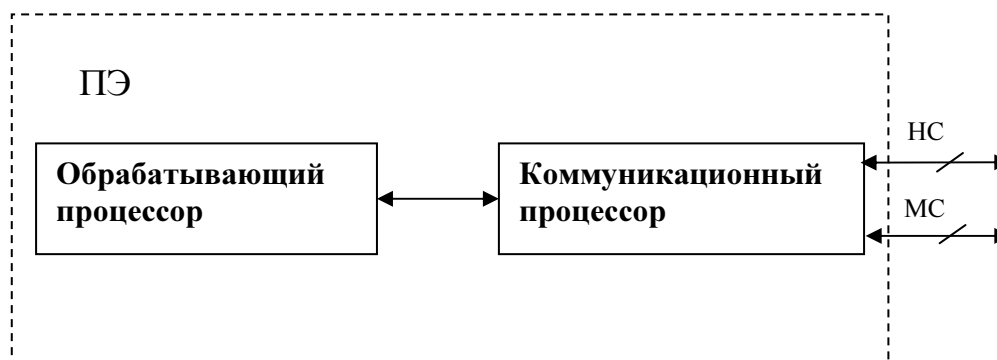 ПЭ
Обрабатывающий
процессор
Коммуникационный
процессор
НС
МС